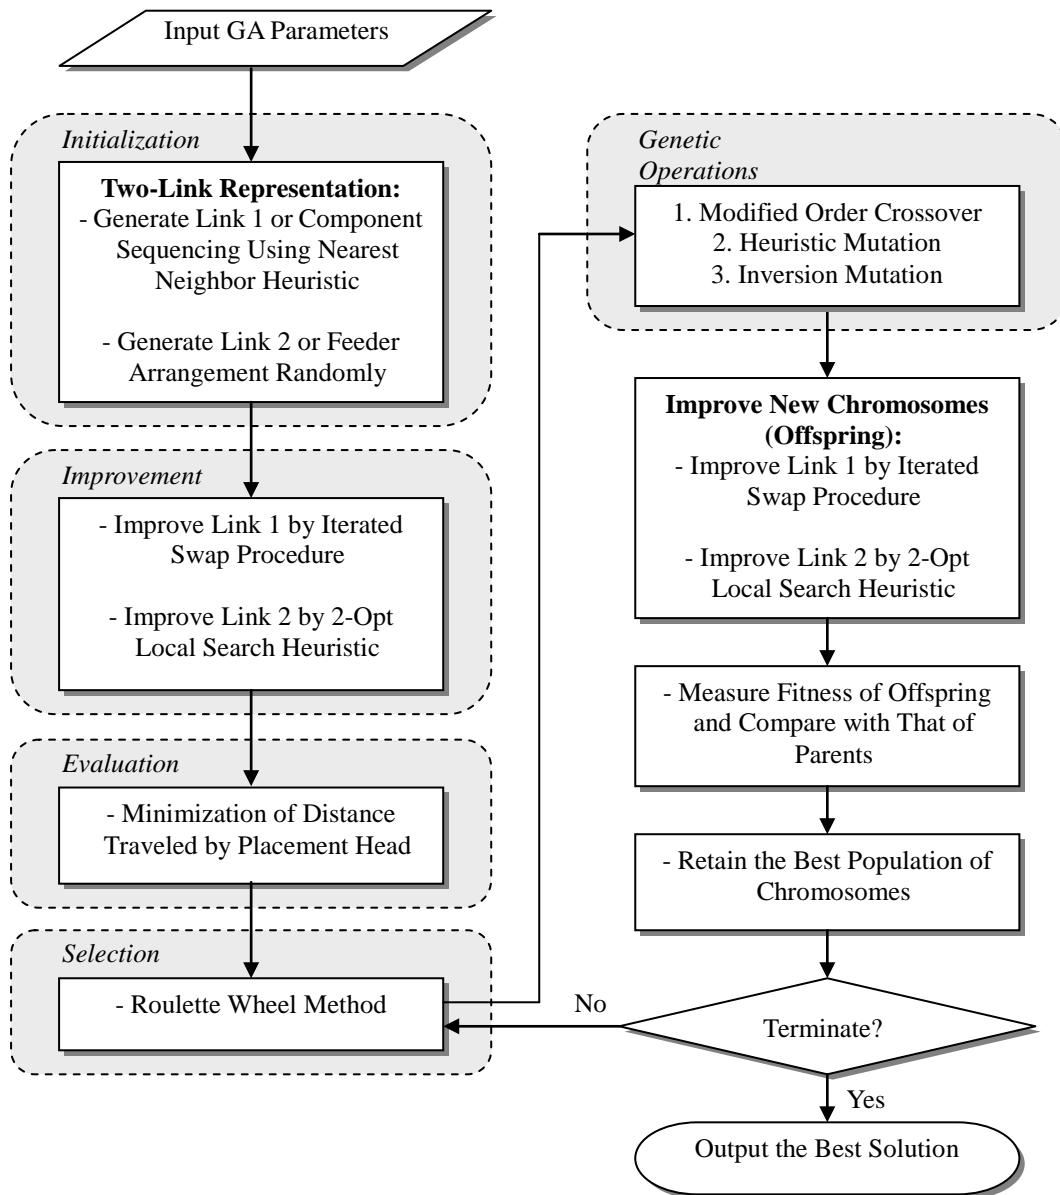 Input GA Parameters
Initialization
Two-Link Representation:
- Generate Link 1 or Component
Sequencing Using Nearest
Neighbor Heuristic
- Generate Link 2 or Feeder
Arrangement Randomly
Improvement
- Improve Link 1 by Iterated
Swap Procedure
- Improve Link 2 by 2-Opt
Local Search Heuristic
Evaluation
- Minimization of Distance
Traveled by Placement Head
Selection
- Roulette Wheel Method
Genetic
Operations
1. Modified Order Crossover
2. Heuristic Mutation
3. Inversion Mutation
Improve New Chromosomes
(Offspring):
- Improve Link 1 by Iterated
Swap Procedure
- Improve Link 2 by 2-Opt
Local Search Heuristic
- Measure Fitness of Offspring
and Compare with That of
Parents
- Retain the Best Population of
Chromosomes
Terminate?
No
Yes
Output the Best Solution